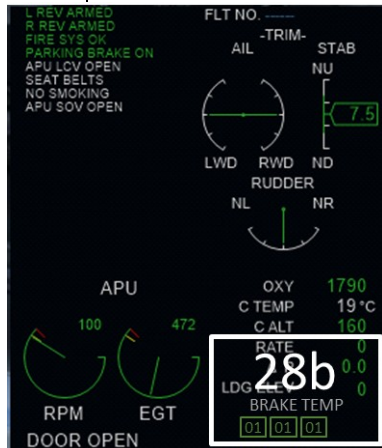 L REV ARMED
R REV ARMED
FIRE SYS OK
PARKING BRAKE ON
APU LCV OPEN
SEAT BELTS
NO SMOKING
APU SOV OPEN
FLT NO. ------
-TRIM-
AIL STAB
NU
7.5
LWD RWD ND
RUDDER
NL NR
APU
100 472
RPM EGT
DOOR OPEN
OXY 1790
C TEMP 19 °C
C ALT 160
RATE 0
0.0
LDG ELEV 0
28b
BRAKE TEMP
01 01 01